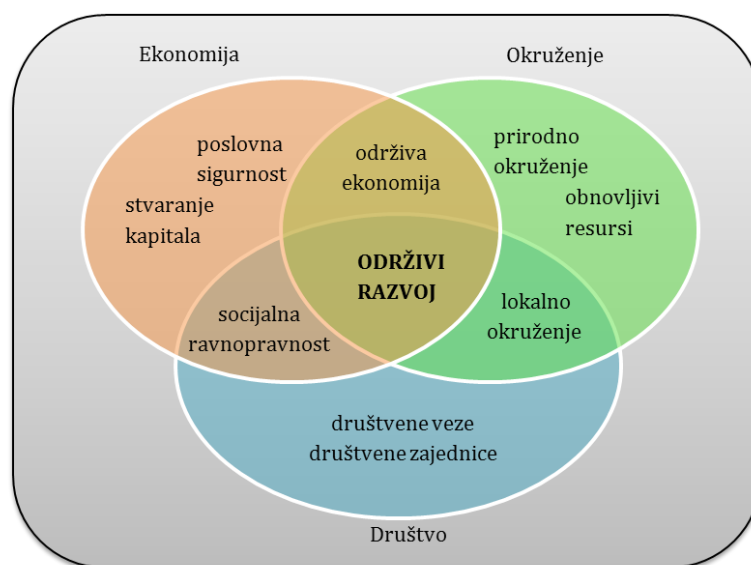 Ekonomija
Okruženje
poslovna
sigurnost
stvaranje
kapitala
održiva
ekonomija
prirodno
okruženje
obnovljivi
resursi
ODRŽIVI
RAZVOJ
socijalna
ravnopravnost
lokalno
okruženje
društvene veze
društvene zajednice
Društvo